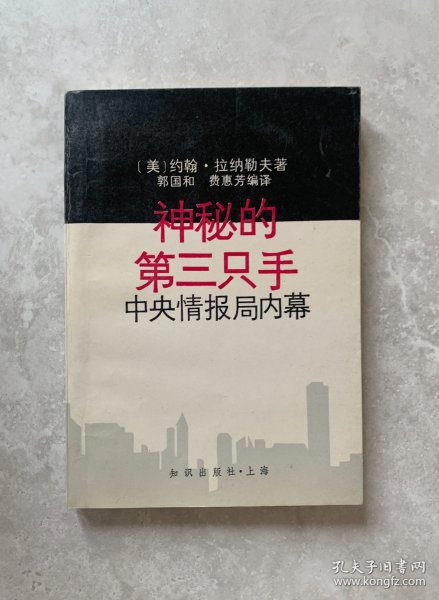 〔美〕约翰·拉纳勒夫著
郭国和 费惠芳编译
神秘的
第三只手
中央情报局内幕
知识出版社·上海
孔夫子旧书网
www.kongfz.com